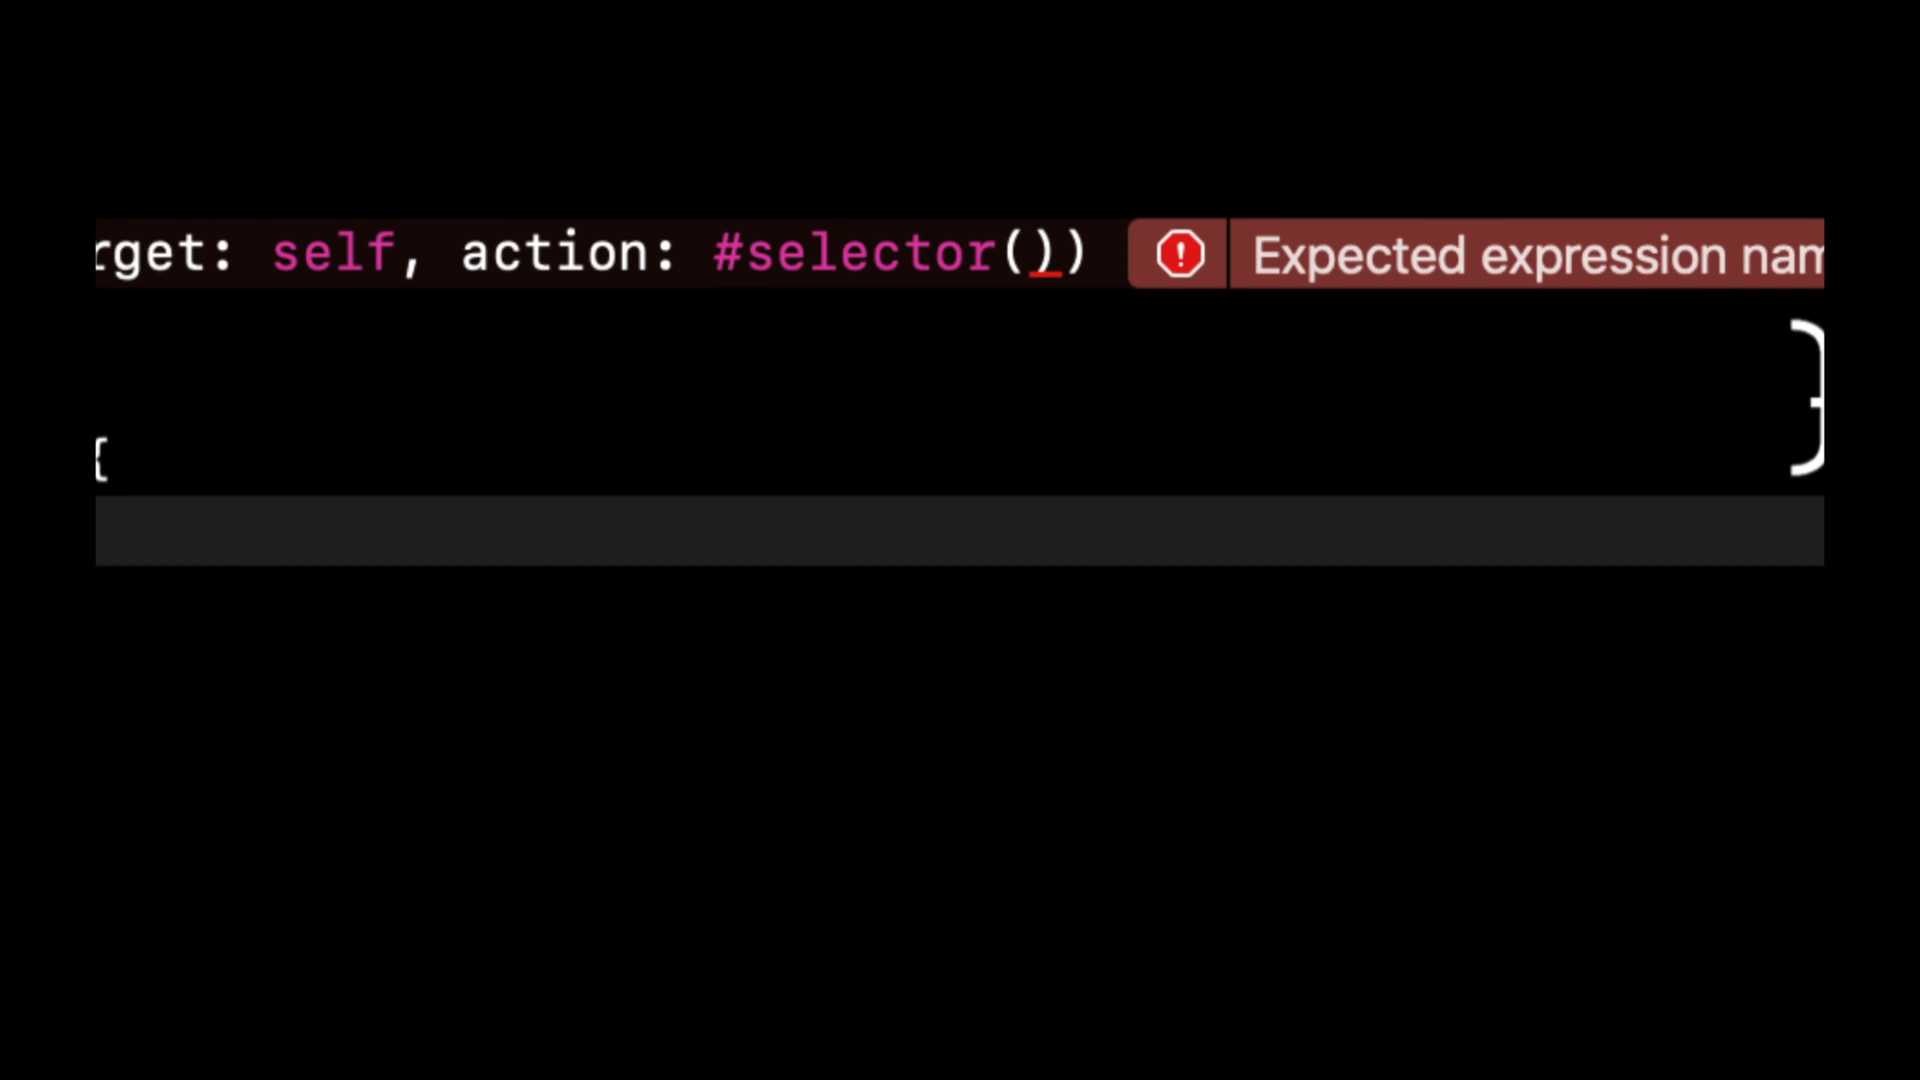 rget: self, action: #selector()) Expected expression nam
}
{